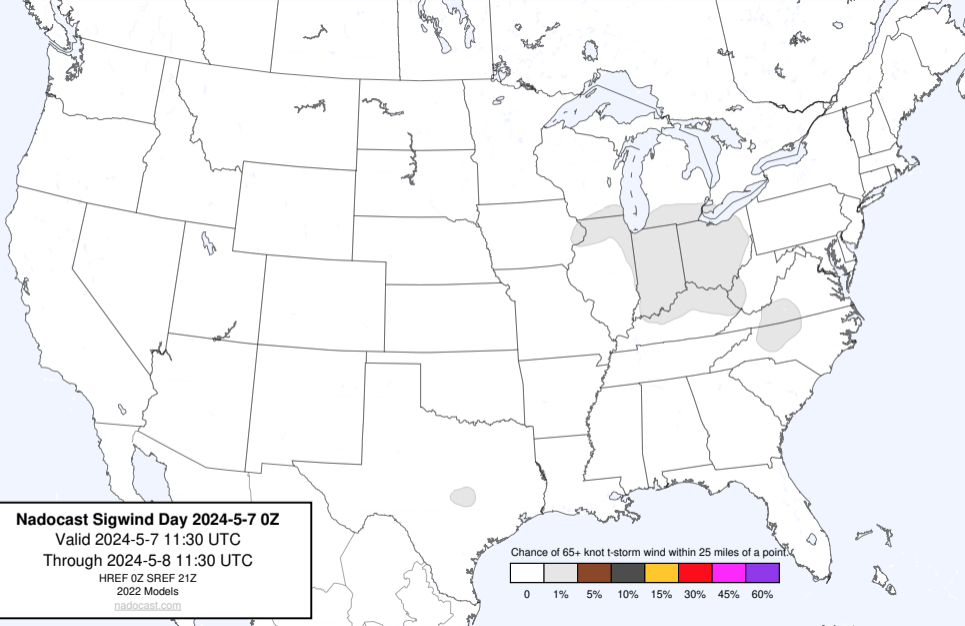 Nadocast Sigwind Day 2024-5-7 0Z
Valid 2024-5-7 11:30 UTC
Through 2024-5-8 11:30 UTC
HREF 0Z SREF 21Z
2022 Models
nadocast.com
Chance of 65+ knot t-storm wind within 25 miles of a point.
0 1% 5% 10% 15% 30% 45% 60%